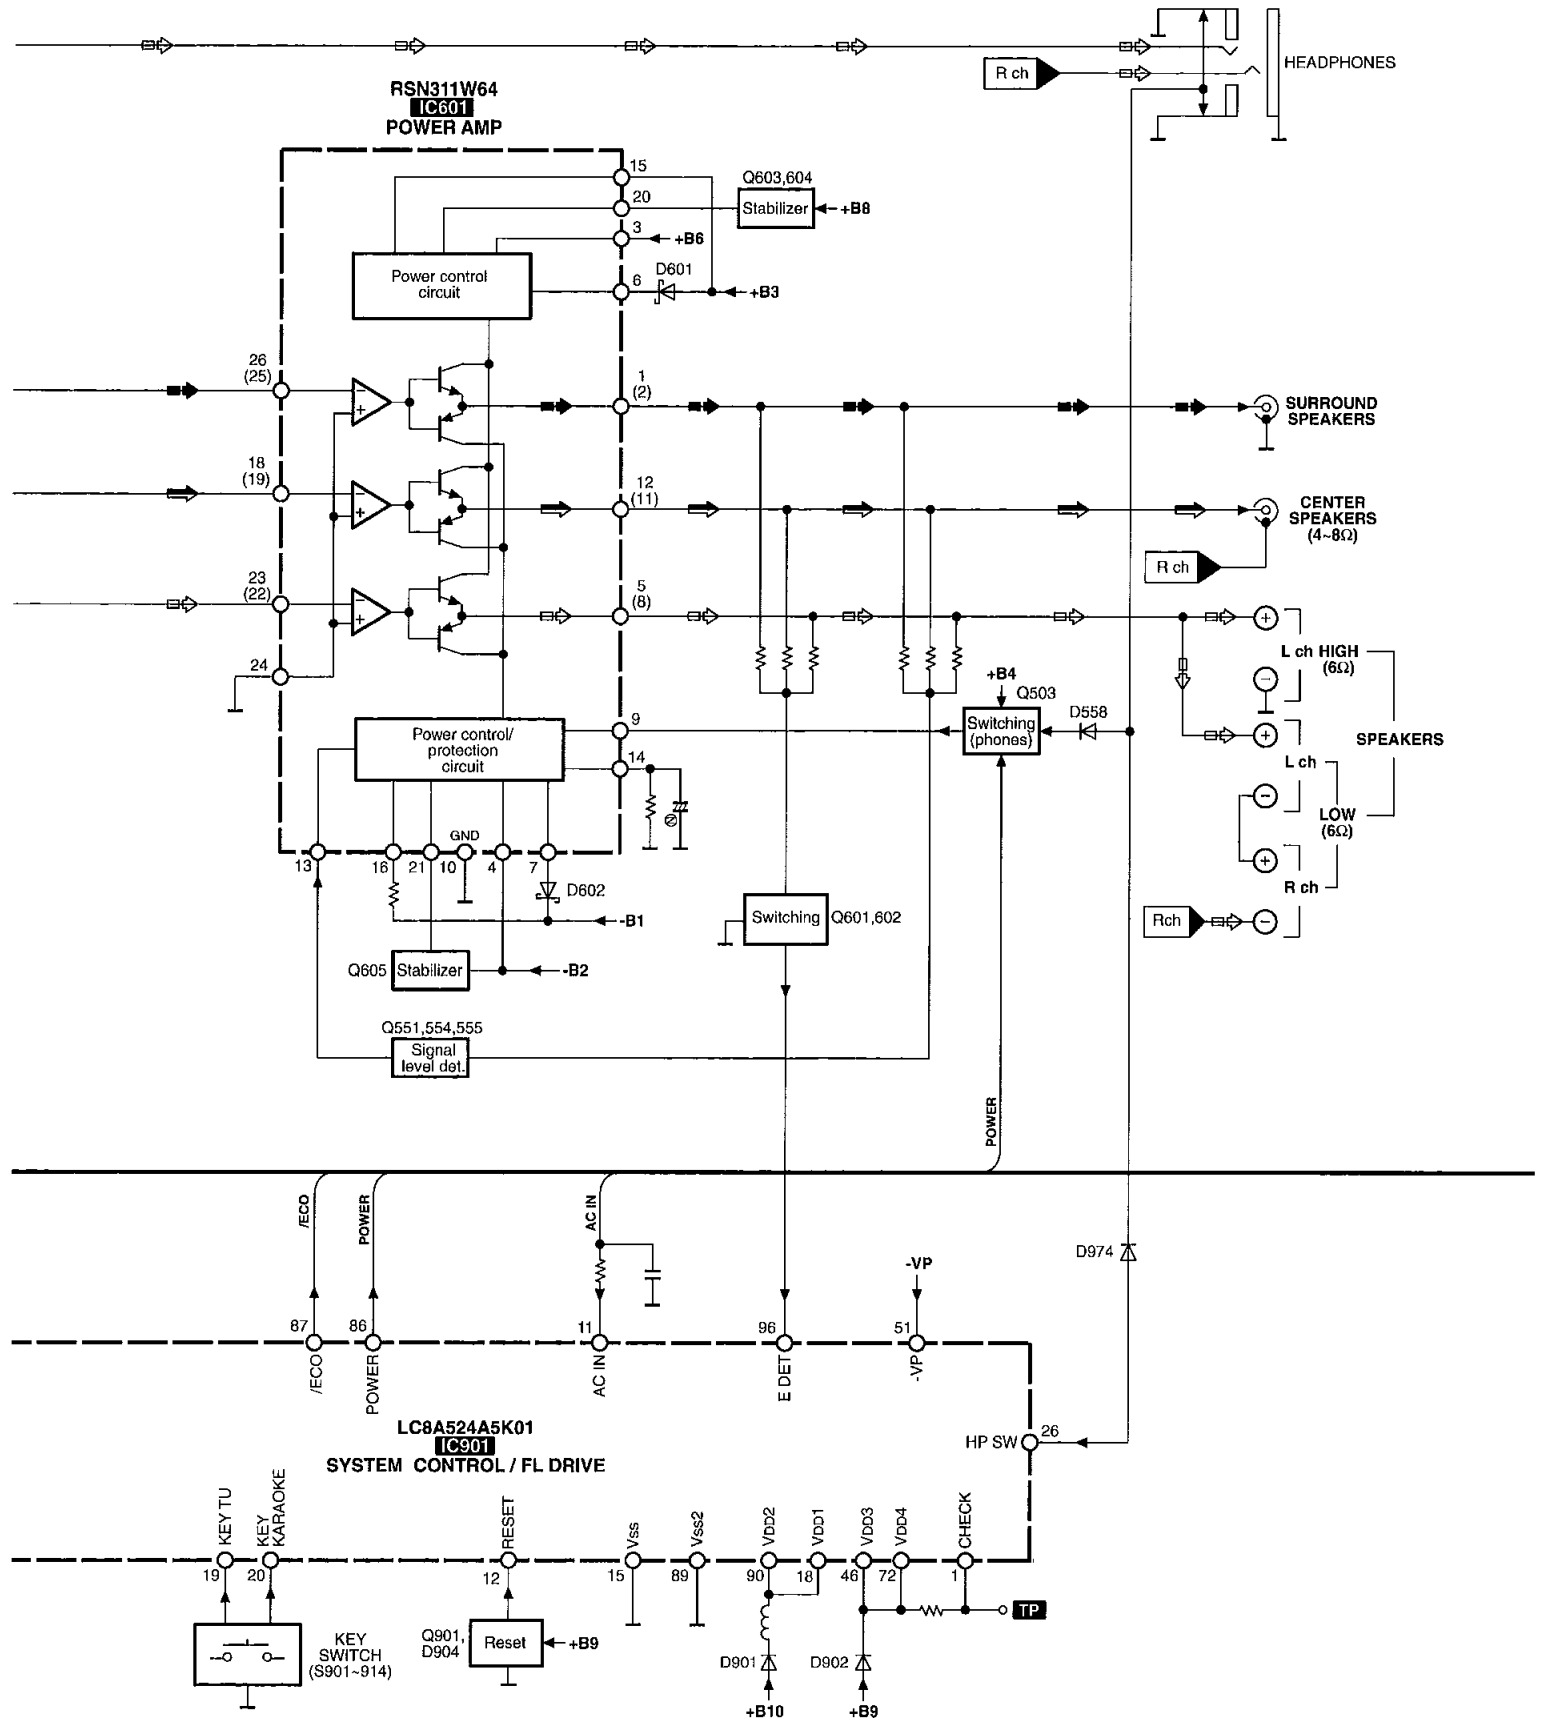 HEADPHONES
R ch
RSN311W64
IC601
POWER AMP
15
Q603,604
20
Stabilizer
+B8
3
+B6
Power control
circuit
D601
6
+B3
26
(25)
1
(2)
SURROUND
SPEAKERS
18
(19)
12
(11)
CENTER
SPEAKERS
(4~8Ω)
R ch
23
(22)
5
(8)
24
L ch HIGH
(6Ω)
+B4
Q503
9
Switching
(phones)
D558
Power control/
protection
circuit
14
SPEAKERS
L ch
LOW
(6Ω)
R ch
Rch
GND
13
16
21
10
4
7
D602
-B1
Switching
Q601,602
Q605
Stabilizer
-B2
Q551,554,555
Signal
level det.
POWER
/ECO
POWER
AC IN
D974
-VP
87
86
11
96
51
/ECO
POWER
AC IN
E DET
-VP
LC8A524A5K01
IC901
SYSTEM CONTROL / FL DRIVE
HP SW
26
KEY TU
KEY
KARAOKE
RESET
Vss
Vss2
VDD2
VDD1
VDD3
VDD4
CHECK
19
20
12
15
89
90
18
46
72
1
TP
KEY
SWITCH
(S901~914)
Q901,
D904
Reset
+B9
D901
D902
+B10
+B9